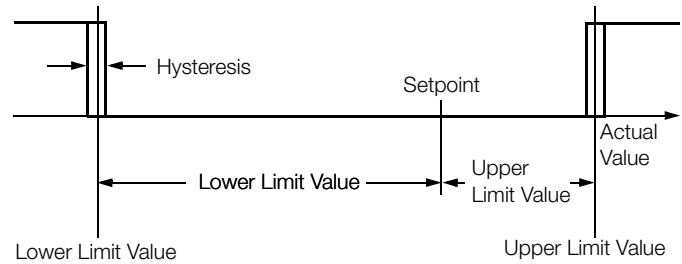 Hysteresis
Setpoint
Actual
Value
Lower Limit Value
Upper
Limit Value
Lower Limit Value
Upper Limit Value